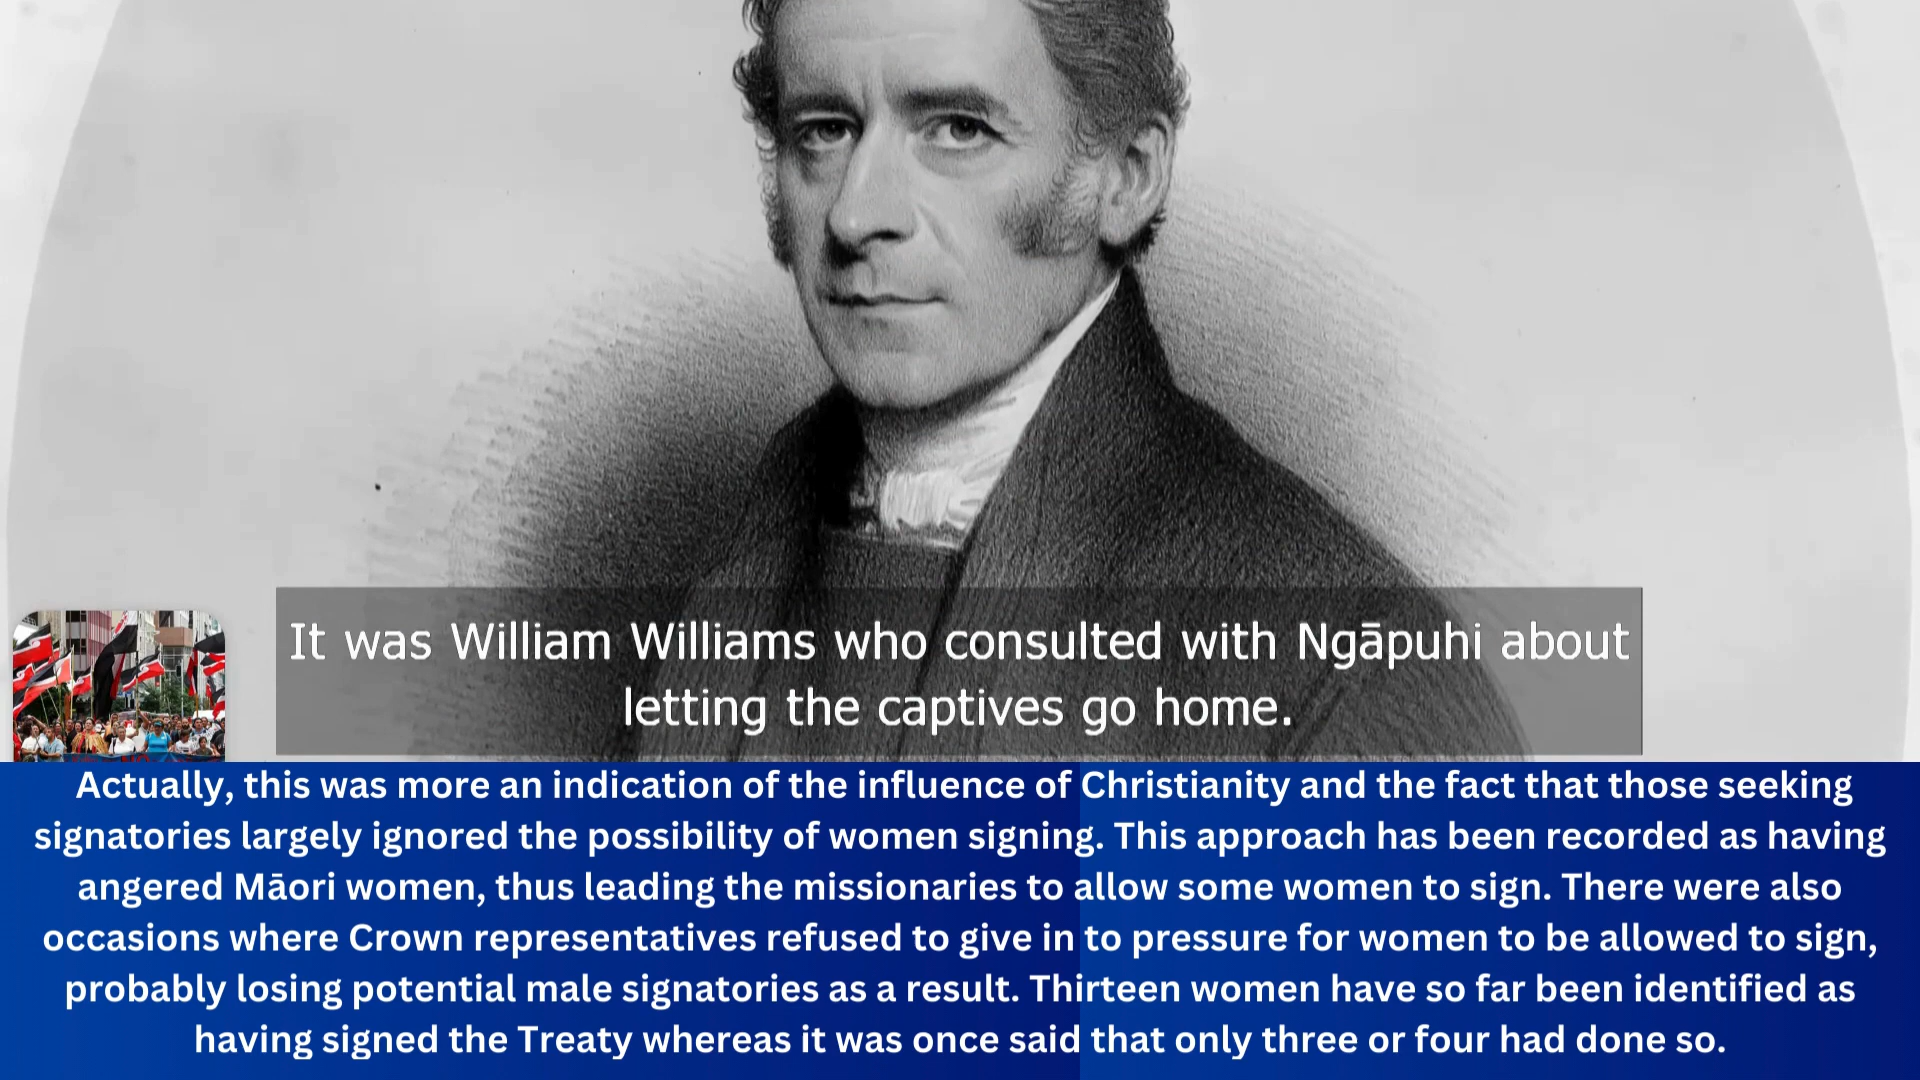 It was William Williams who consulted with Ngāpuhi about
letting the captives go home.
Actually, this was more an indication of the influence of Christianity and the fact that those seeking
signatories largely ignored the possibility of women signing. This approach has been recorded as having
angered Māori women, thus leading the missionaries to allow some women to sign. There were also
occasions where Crown representatives refused to give in to pressure for women to be allowed to sign,
probably losing potential male signatories as a result. Thirteen women have so far been identified as
having signed the Treaty whereas it was once said that only three or four had done so.